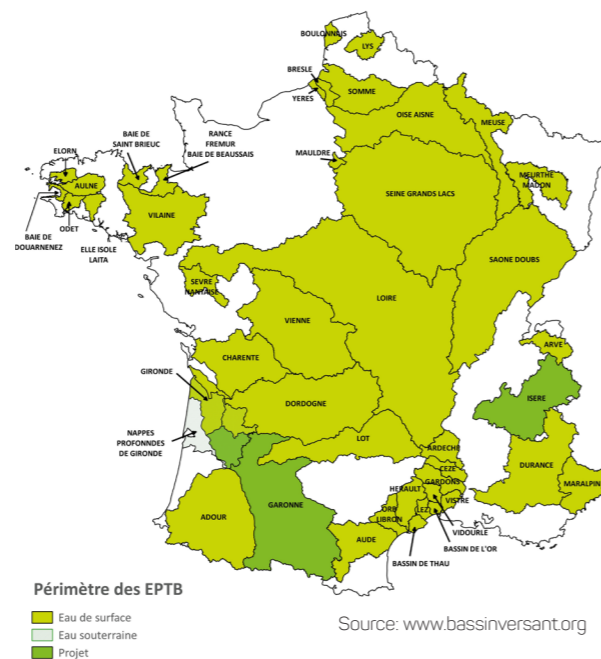 BOULONNAIS
LYS
BRESLE
SOMME
YERES
OISE AISNE
MEUSE
RANCE
FREMUR
BAIE DE BEAUSSAIS
BAIE DE
SAINT BRIEUC
MAULDRE
ELORN
MEURTHE
MADON
AULNE
SEINE GRANDS LACS
VILAINE
ODET
BAIE DE
DOUARNENEZ
ELLE ISOLE
LAITA
SAONE DOUBS
SEVRE
NANTAISE
LOIRE
VIENNE
ARVE
CHARENTE
GIRONDE
ISERE
DORDOGNE
NAPPES
PROFONNDES
DE GIRONDE
LOT
ARDECHE
CEZE
DURANCE
GARDONS
HERAULT
MARALPIN
VISTRE
GARONNE
ORB
LIBRON
LEZ
ADOUR
VIDOURLE
AUDE
BASSIN DE L'OR
BASSIN DE THAU
Périmètre des EPTB
Eau de surface
Eau souterraine
Projet
Source: www.bassinversant.org